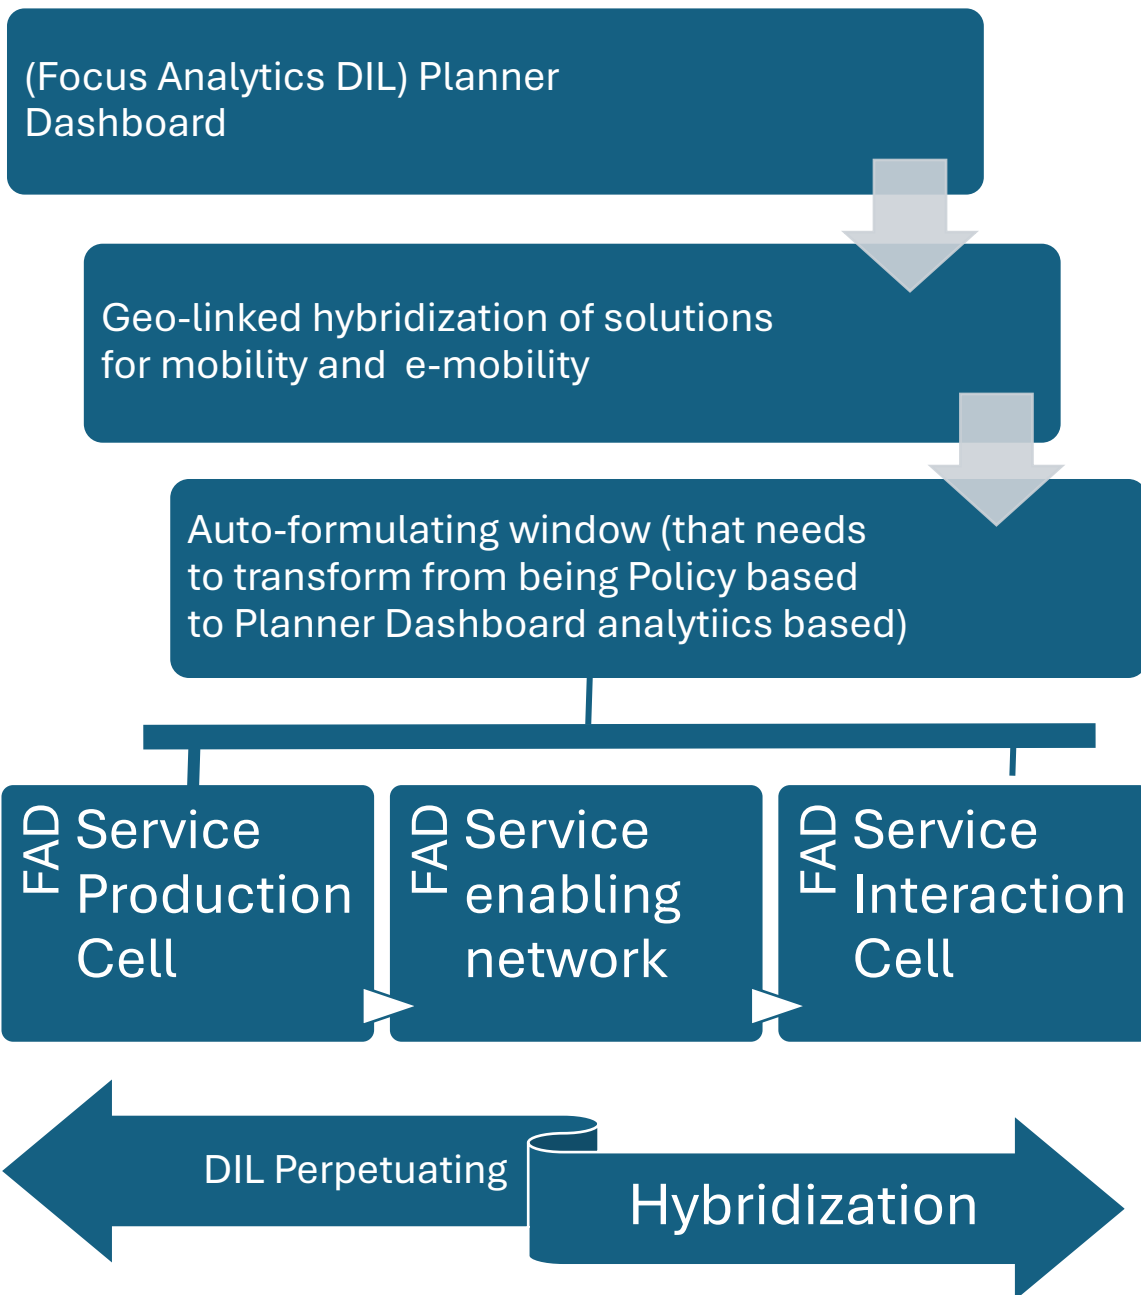 (Focus Analytics DIL) Planner
Dashboard
Geo-linked hybridization of solutions
for mobility and  e-mobility
Auto-formulating window (that needs
to transform from being Policy based
to Planner Dashboard analytiics based)
FAD
Service
Production
Cell
FAD
Service
enabling
network
FAD
Service
Interaction
Cell
DIL Perpetuating
Hybridization